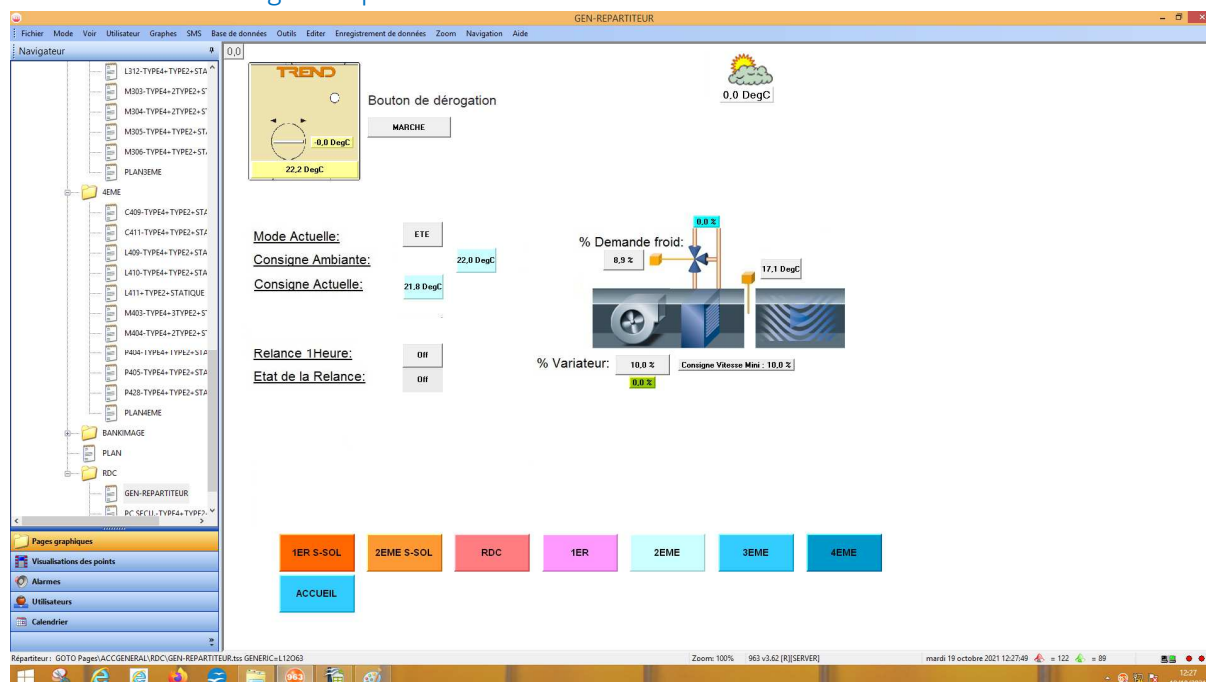 GEN-REPARTITEUR
Fichier Mode Voir Utilisateur Graphes SMS Base de données Outils Editer Enregistrement de données Zoom Navigation Aide
Navigateur
0,0
L312-TYPE4+TYPE2+STA
M303-TYPE4+2TYPE2+S
M304-TYPE4+2TYPE2+S
M305-TYPE4+TYPE2+ST
M306-TYPE4+TYPE2+ST
PLAN3EME
4EME
C409-TYPE4+TYPE2+STA
C411-TYPE4+TYPE2+STA
L409-TYPE4+TYPE2+STA
L410-TYPE4+TYPE2+STA
L411+TYPE2+STATIQUE
M403-TYPE4+3TYPE2+S
M404-TYPE4+2TYPE2+S
P404-TYPE4+TYPE2+STA
P405-TYPE4+TYPE2+STA
P428-TYPE4+TYPE2+STA
PLAN4EME
BANKIMAGE
PLAN
RDC
GEN-REPARTITEUR
PC SECU.-TYPE4+TYPE2-
Pages graphiques
Visualisations des points
Alarmes
Utilisateurs
Calendrier
TREND
-0,0 DegC
22,2 DegC
Bouton de dérogation
MARCHE
0,0 DegC
Mode Actuelle: ETE
Consigne Ambiante: 22,0 DegC
Consigne Actuelle: 21,8 DegC
Relance 1Heure: Off
Etat de la Relance: Off
0,0 %
% Demande froid:
8,9 %
17,1 DegC
% Variateur: 10,0 % Consigne Vitesse Mini : 10,0 %
0,0 %
1ER S-SOL 2EME S-SOL RDC 1ER 2EME 3EME 4EME
ACCUEIL
Répartiteur : GOTO Pages\ACCGENERAL\RDC\GEN-REPARTITEUR.tss GENERIC=L12O63 Zoom: 100% 963 v3.62 [R][SERVER] mardi 19 octobre 2021 12:27:49 = 122 = 89
963
12:27